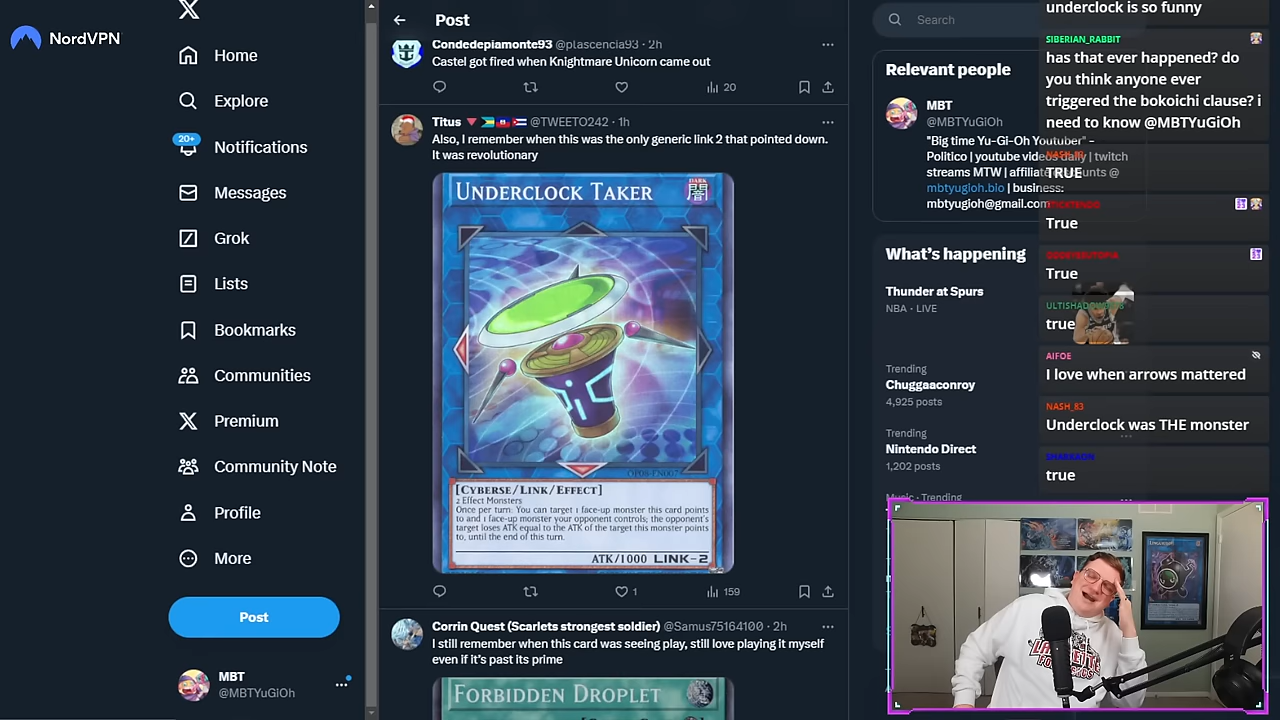 NordVPN
Home
Explore
20+
Notifications
Messages
Grok
Lists
Bookmarks
Communities
Premium
Community Note
Profile
More
Post
MBT
@MBTYuGiOh
Post
Condedepiamonte93 @plascencia93 · 2h
Castel got fired when Knightmare Unicorn came out
20
Titus @TWEETO242 · 1h
Also, I remember when this was the only generic link 2 that pointed down.
It was revolutionary
UNDERCLOCK TAKER
DARK
闇
OP08-EN007
[CYBERSE/LINK/EFFECT]
2 Effect Monsters
Once per turn: You can target 1 face-up monster this card points
to and 1 face-up monster your opponent controls; the opponent's
target loses ATK equal to the ATK of the target this monster points
to, until the end of this turn.
ATK/1000 LINK-2
1
159
Corrin Quest (Scarlets strongest soldier) @Samus75164100 · 2h
I still remember when this card was seeing play, still love playing it myself
even if it's past its prime
FORBIDDEN DROPLET
Search
Relevant people
MBT
@MBTYuGiOh
"Big time Yu-Gi-Oh Youtuber" -
Politico | youtube videos daily | twitch
streams MTW | affiliate accounts @
mbtyugioh.bio | business:
mbtyugioh@gmail.com
What's happening
Thunder at Spurs
NBA · LIVE
Trending
Chuggaaconroy
4,925 posts
Trending
Nintendo Direct
1,202 posts
Music · Trending
underclock is so funny
SIBERIAN_RABBIT
has that ever happened? do
you think anyone ever
triggered the bokoichi clause? i
need to know @MBTYuGiOh
TRUE
True
True
true
AIFOE
I love when arrows mattered
NASH_83
Underclock was THE monster
true